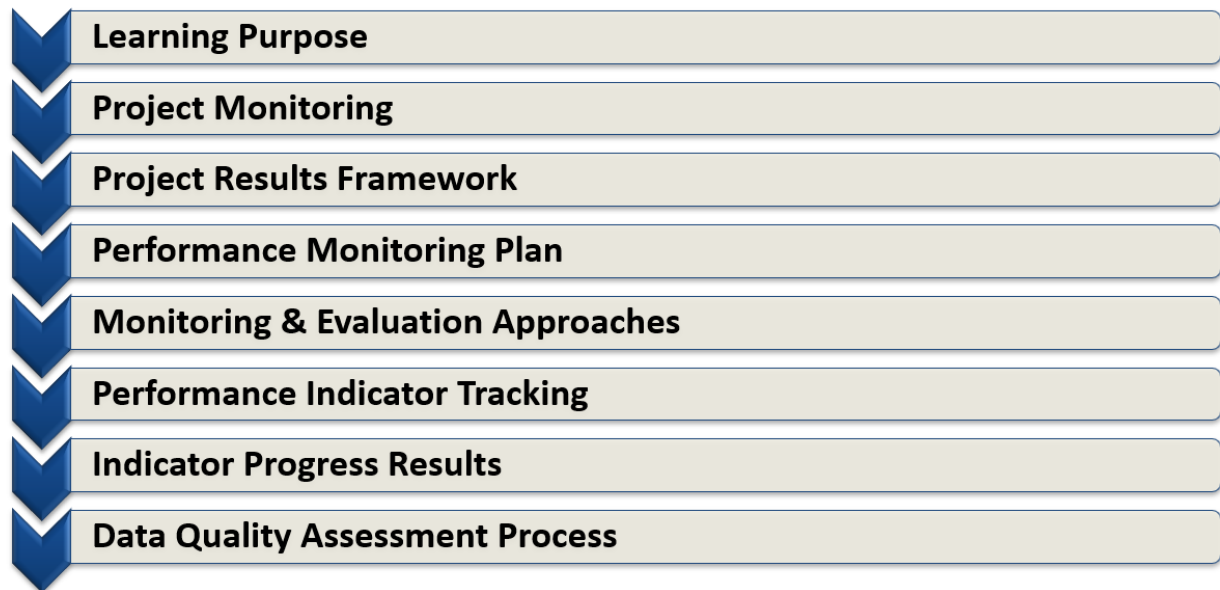 Learning Purpose
Project Monitoring
Project Results Framework
Performance Monitoring Plan
Monitoring & Evaluation Approaches
Performance Indicator Tracking
Indicator Progress Results
Data Quality Assessment Process